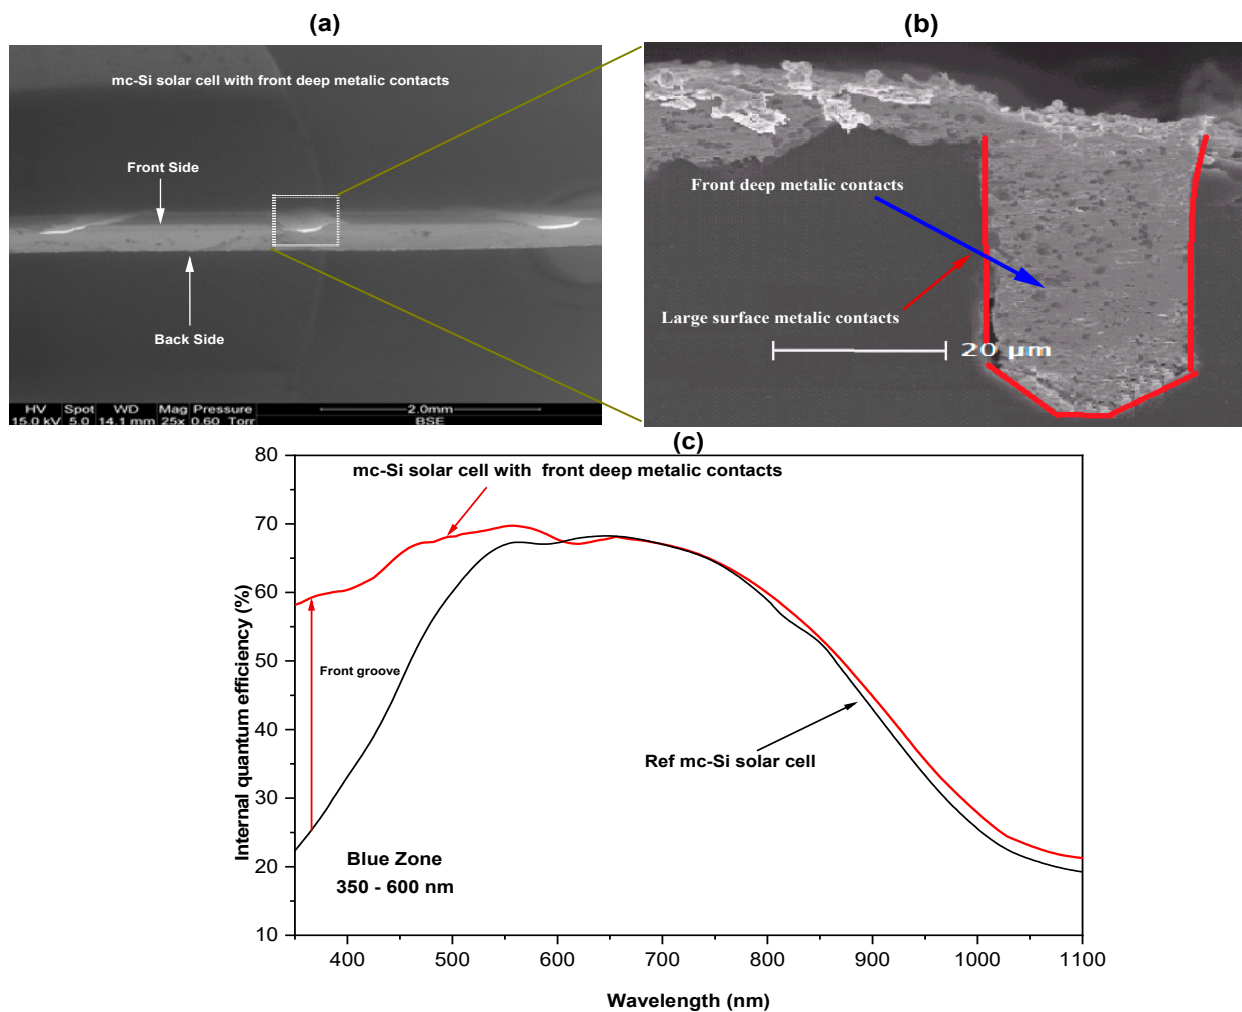 (a)
(b)
mc-Si solar cell with front deep metalic contacts
Front Side
Back Side
HV Spot WD Mag Pressure 2.0mm
15.0 kV 5.0 14.1 mm 25x 0.60 Torr BSE
Front deep metalic contacts
Large surface metalic contacts
20 µm
(c)
mc-Si solar cell with front deep metalic contacts
Front groove
Ref mc-Si solar cell
Blue Zone
350 - 600 nm
Internal quantum efficiency (%)
80
70
60
50
40
30
20
10
400 500 600 700 800 900 1000 1100
Wavelength (nm)